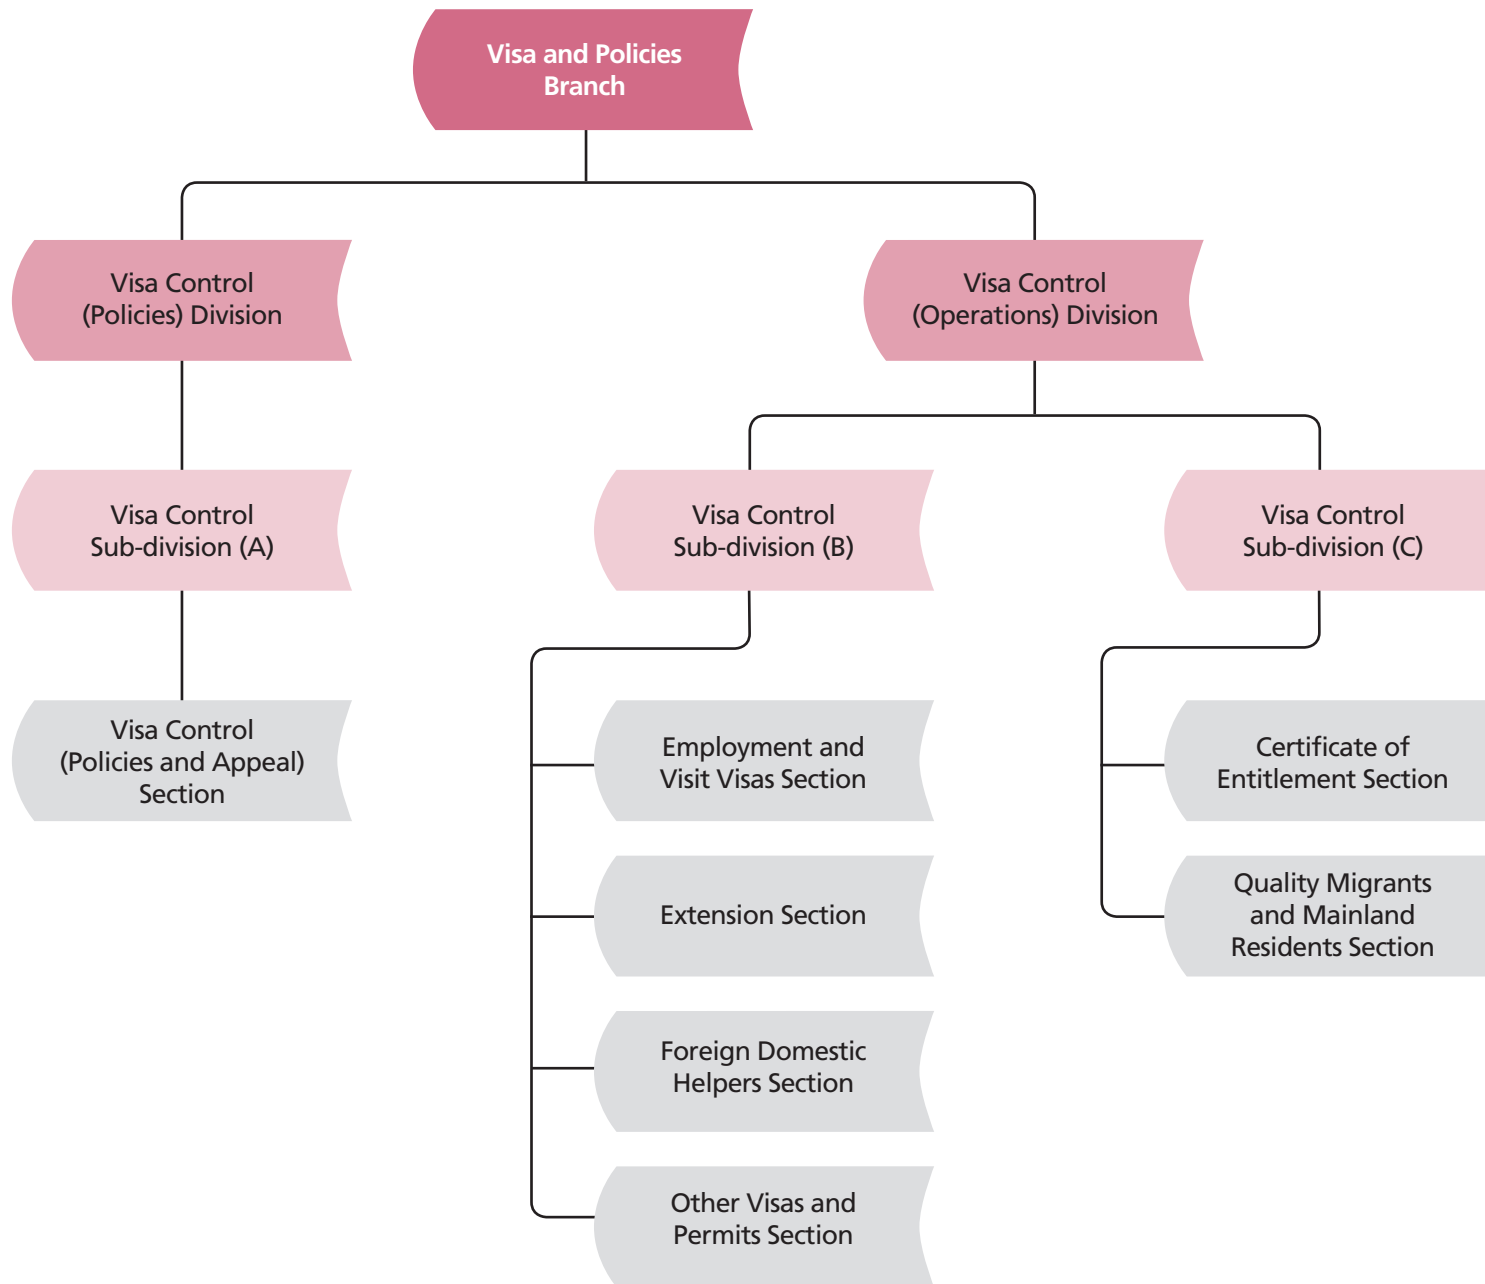 Visa and Policies
Branch
Visa Control
(Policies) Division
Visa Control
(Operations) Division
Visa Control
Sub-division (A)
Visa Control
Sub-division (B)
Visa Control
Sub-division (C)
Visa Control
(Policies and Appeal)
Section
Employment and
Visit Visas Section
Certificate of
Entitlement Section
Extension Section
Quality Migrants
and Mainland
Residents Section
Foreign Domestic
Helpers Section
Other Visas and
Permits Section